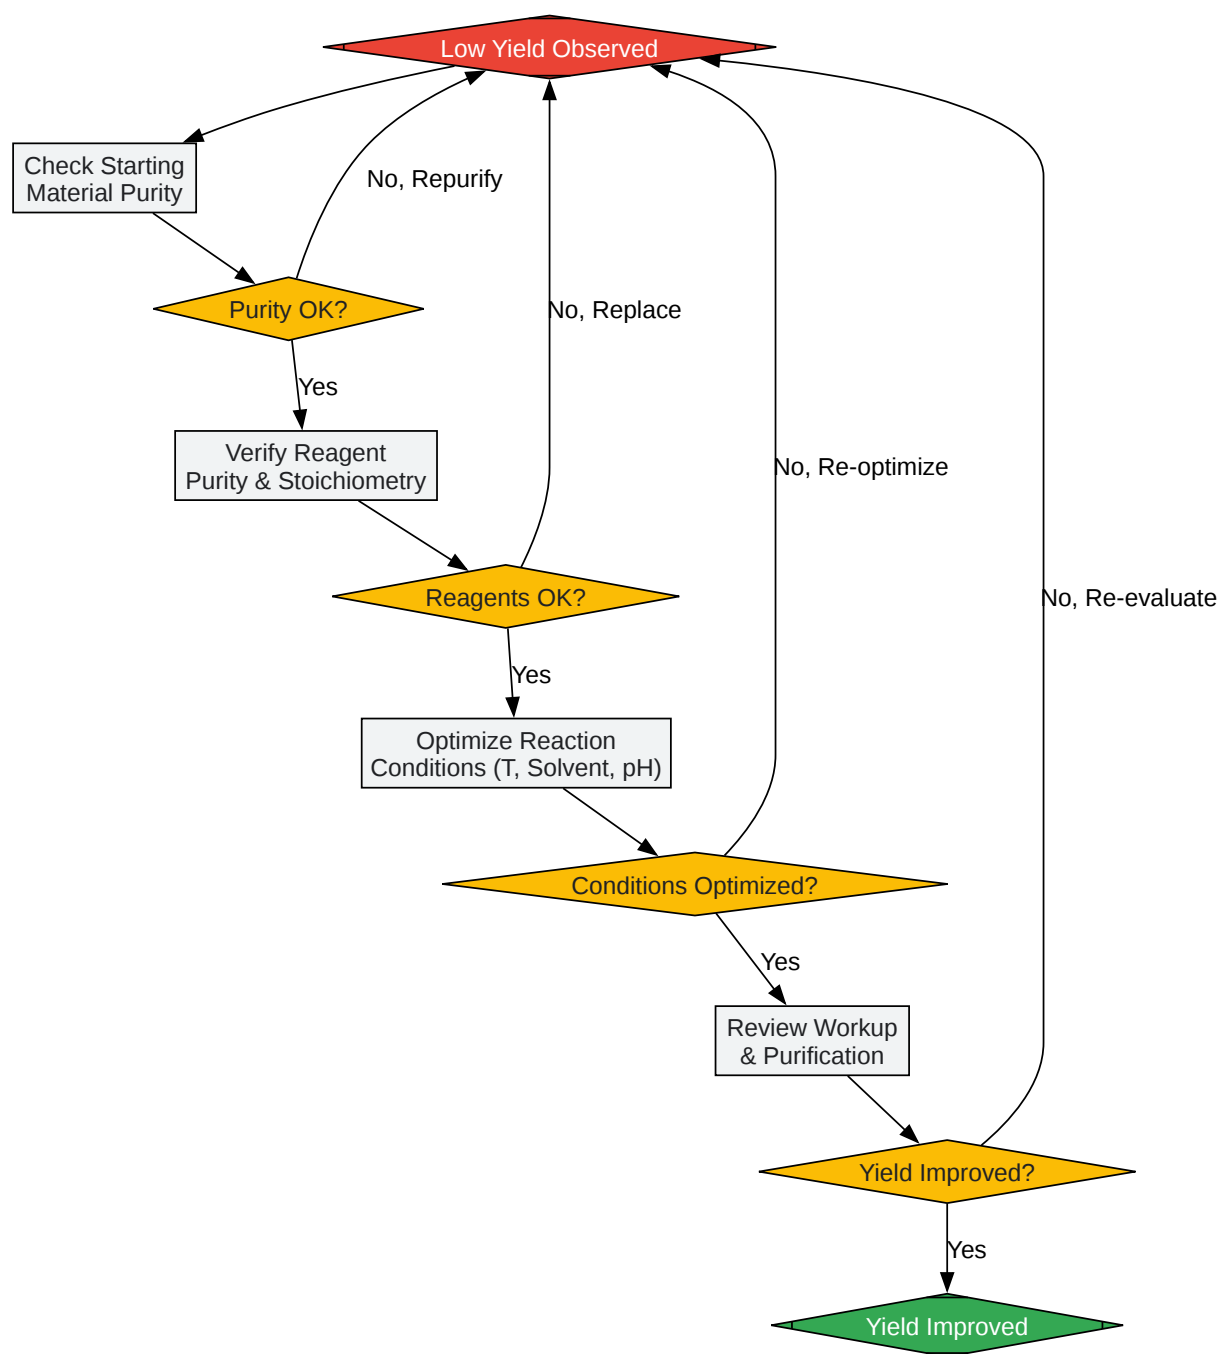 Low Yield Observed
Check Starting
Material Purity
No, Repurify
Purity OK?
No, Replace
Yes
Verify Reagent
Purity & Stoichiometry
No, Re-optimize
Reagents OK?
No, Re-evaluate
Yes
Optimize Reaction
Conditions (T, Solvent, pH)
Conditions Optimized?
Yes
Review Workup
& Purification
Yield Improved?
Yes
Yield Improved